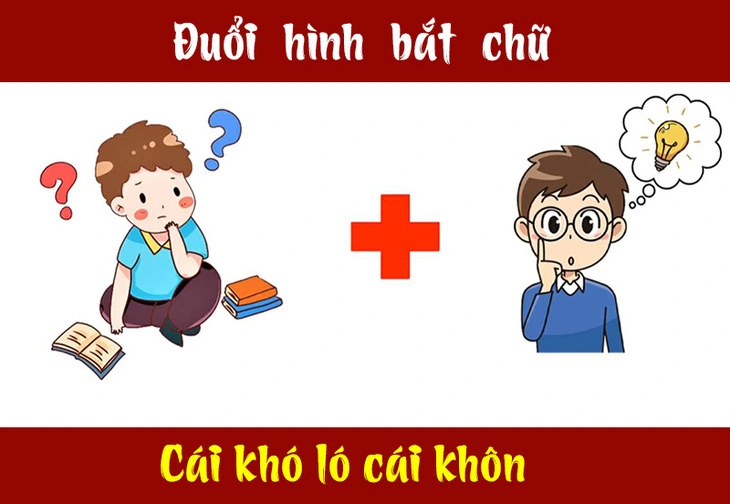 Đuổi hình bắt chữ
Cái khó ló cái khôn